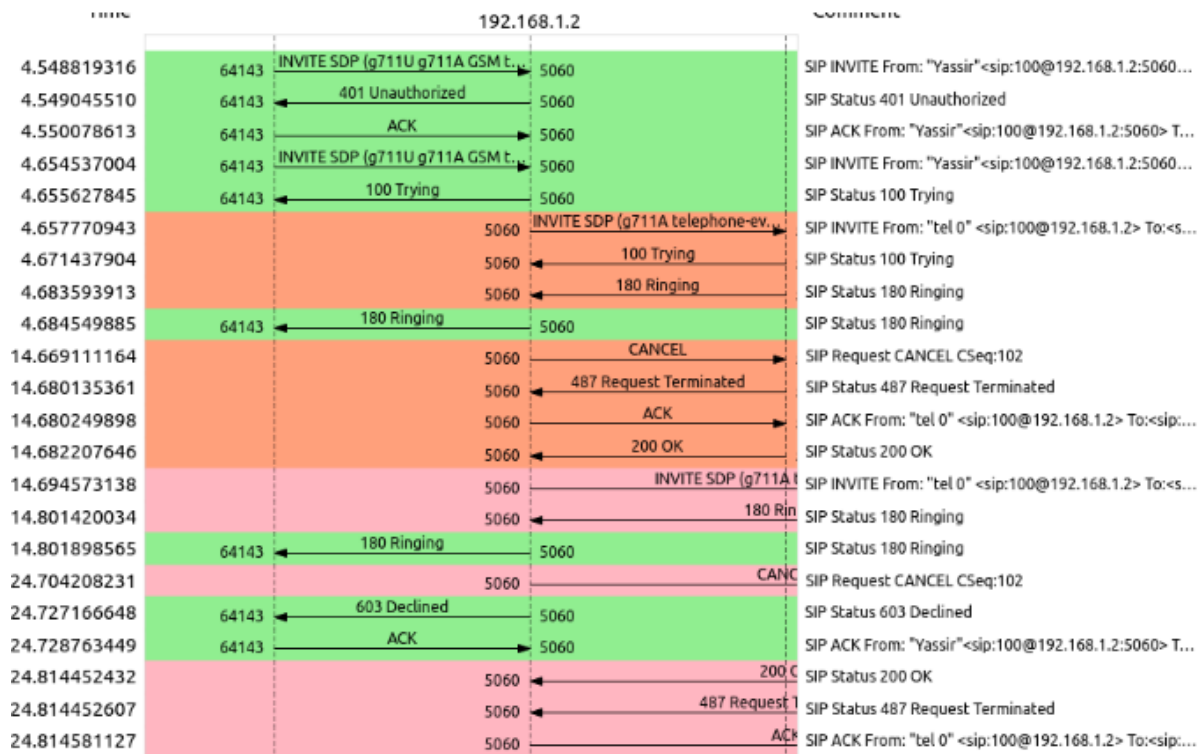 192.168.1.2
4.548819316 64143 INVITE SDP (g711U g711A GSM t... 5060 SIP INVITE From: "Yassir"<sip:100@192.168.1.2:5060...
4.549045510 64143 401 Unauthorized 5060 SIP Status 401 Unauthorized
4.550078613 64143 ACK 5060 SIP ACK From: "Yassir"<sip:100@192.168.1.2:5060> T...
4.654537004 64143 INVITE SDP (g711U g711A GSM t... 5060 SIP INVITE From: "Yassir"<sip:100@192.168.1.2:5060...
4.655627845 64143 100 Trying 5060 SIP Status 100 Trying
4.657770943 5060 INVITE SDP (g711A telephone-ev... SIP INVITE From: "tel 0" <sip:100@192.168.1.2> To:<s...
4.671437904 5060 100 Trying SIP Status 100 Trying
4.683593913 5060 180 Ringing SIP Status 180 Ringing
4.684549885 64143 180 Ringing 5060 SIP Status 180 Ringing
14.669111164 5060 CANCEL SIP Request CANCEL CSeq:102
14.680135361 5060 487 Request Terminated SIP Status 487 Request Terminated
14.680249898 5060 ACK SIP ACK From: "tel 0" <sip:100@192.168.1.2> To:<sip:...
14.682207646 5060 200 OK SIP Status 200 OK
14.694573138 5060 INVITE SDP (g711A SIP INVITE From: "tel 0" <sip:100@192.168.1.2> To:<s...
14.801420034 5060 180 Rin SIP Status 180 Ringing
14.801898565 64143 180 Ringing 5060 SIP Status 180 Ringing
24.704208231 5060 CANC SIP Request CANCEL CSeq:102
24.727166648 64143 603 Declined 5060 SIP Status 603 Declined
24.728763449 64143 ACK 5060 SIP ACK From: "Yassir"<sip:100@192.168.1.2:5060> T...
24.814452432 5060 200 SIP Status 200 OK
24.814452607 5060 487 Request SIP Status 487 Request Terminated
24.814581127 5060 ACK SIP ACK From: "tel 0" <sip:100@192.168.1.2> To:<sip:...